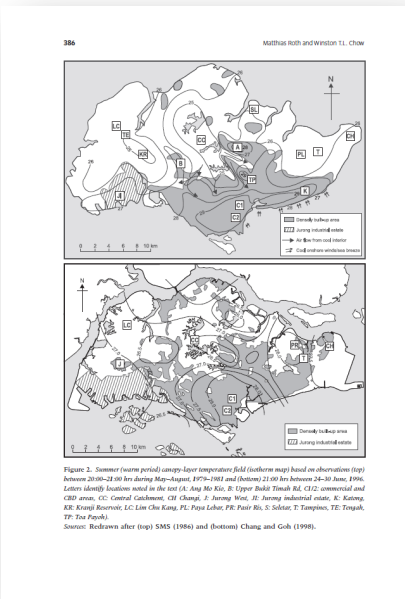 386
Matthias Roth and Winston T.L. Chow
N
26
26
25
SL
LC
TE
CC
CH
KR
B
A
PL
T
26
TP
JI
K
27
C1
C2
28
Densely built-up area
Jurong industrial estate
Air flow from cool interior
Cool onshore winds/sea breeze
0 2 4 6 8 10 km
N
LC
CC
PR
CH
T
J
C1
C2
Densely built-up area
Jurong industrial estate
0 2 4 6 8 10 km
Figure 2. Summer (warm period) canopy-layer temperature field (isotherm map) based on observations (top)
between 20:00–21:00 hrs during May–August, 1979–1981 and (bottom) 21:00 hrs between 24–30 June, 1996.
Letters identify locations noted in the text (A: Ang Mo Kio, B: Upper Bukit Timah Rd, C1/2: commercial and
CBD areas, CC: Central Catchment, CH Changi, J: Jurong West, JI: Jurong industrial estate, K: Katong,
KR: Kranji Reservoir, LC: Lim Chu Kang, PL: Paya Lebar, PR: Pasir Ris, S: Seletar, T: Tampines, TE: Tengah,
TP: Toa Payoh).
Sources: Redrawn after (top) SMS (1986) and (bottom) Chang and Goh (1998).